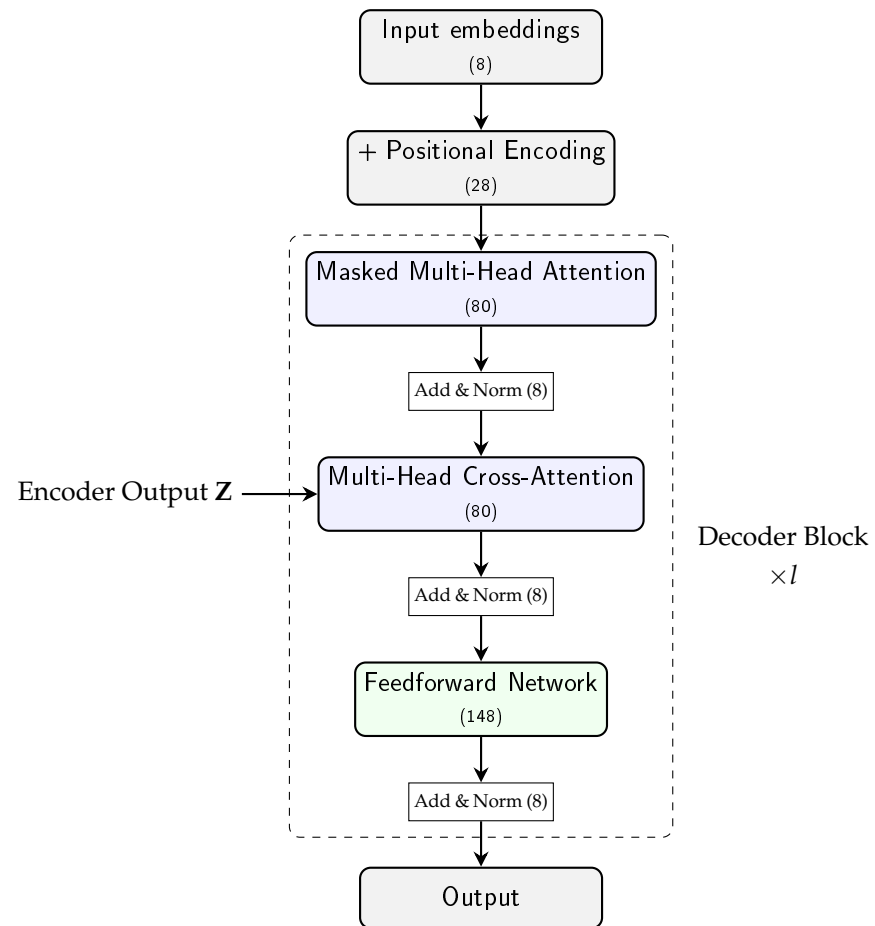 Input embeddings
(8)
+ Positional Encoding
(28)
Masked Multi-Head Attention
(80)
Add & Norm (8)
Multi-Head Cross-Attention
(80)
Encoder Output Z
Add & Norm (8)
Decoder Block
×l
Feedforward Network
(148)
Add & Norm (8)
Output